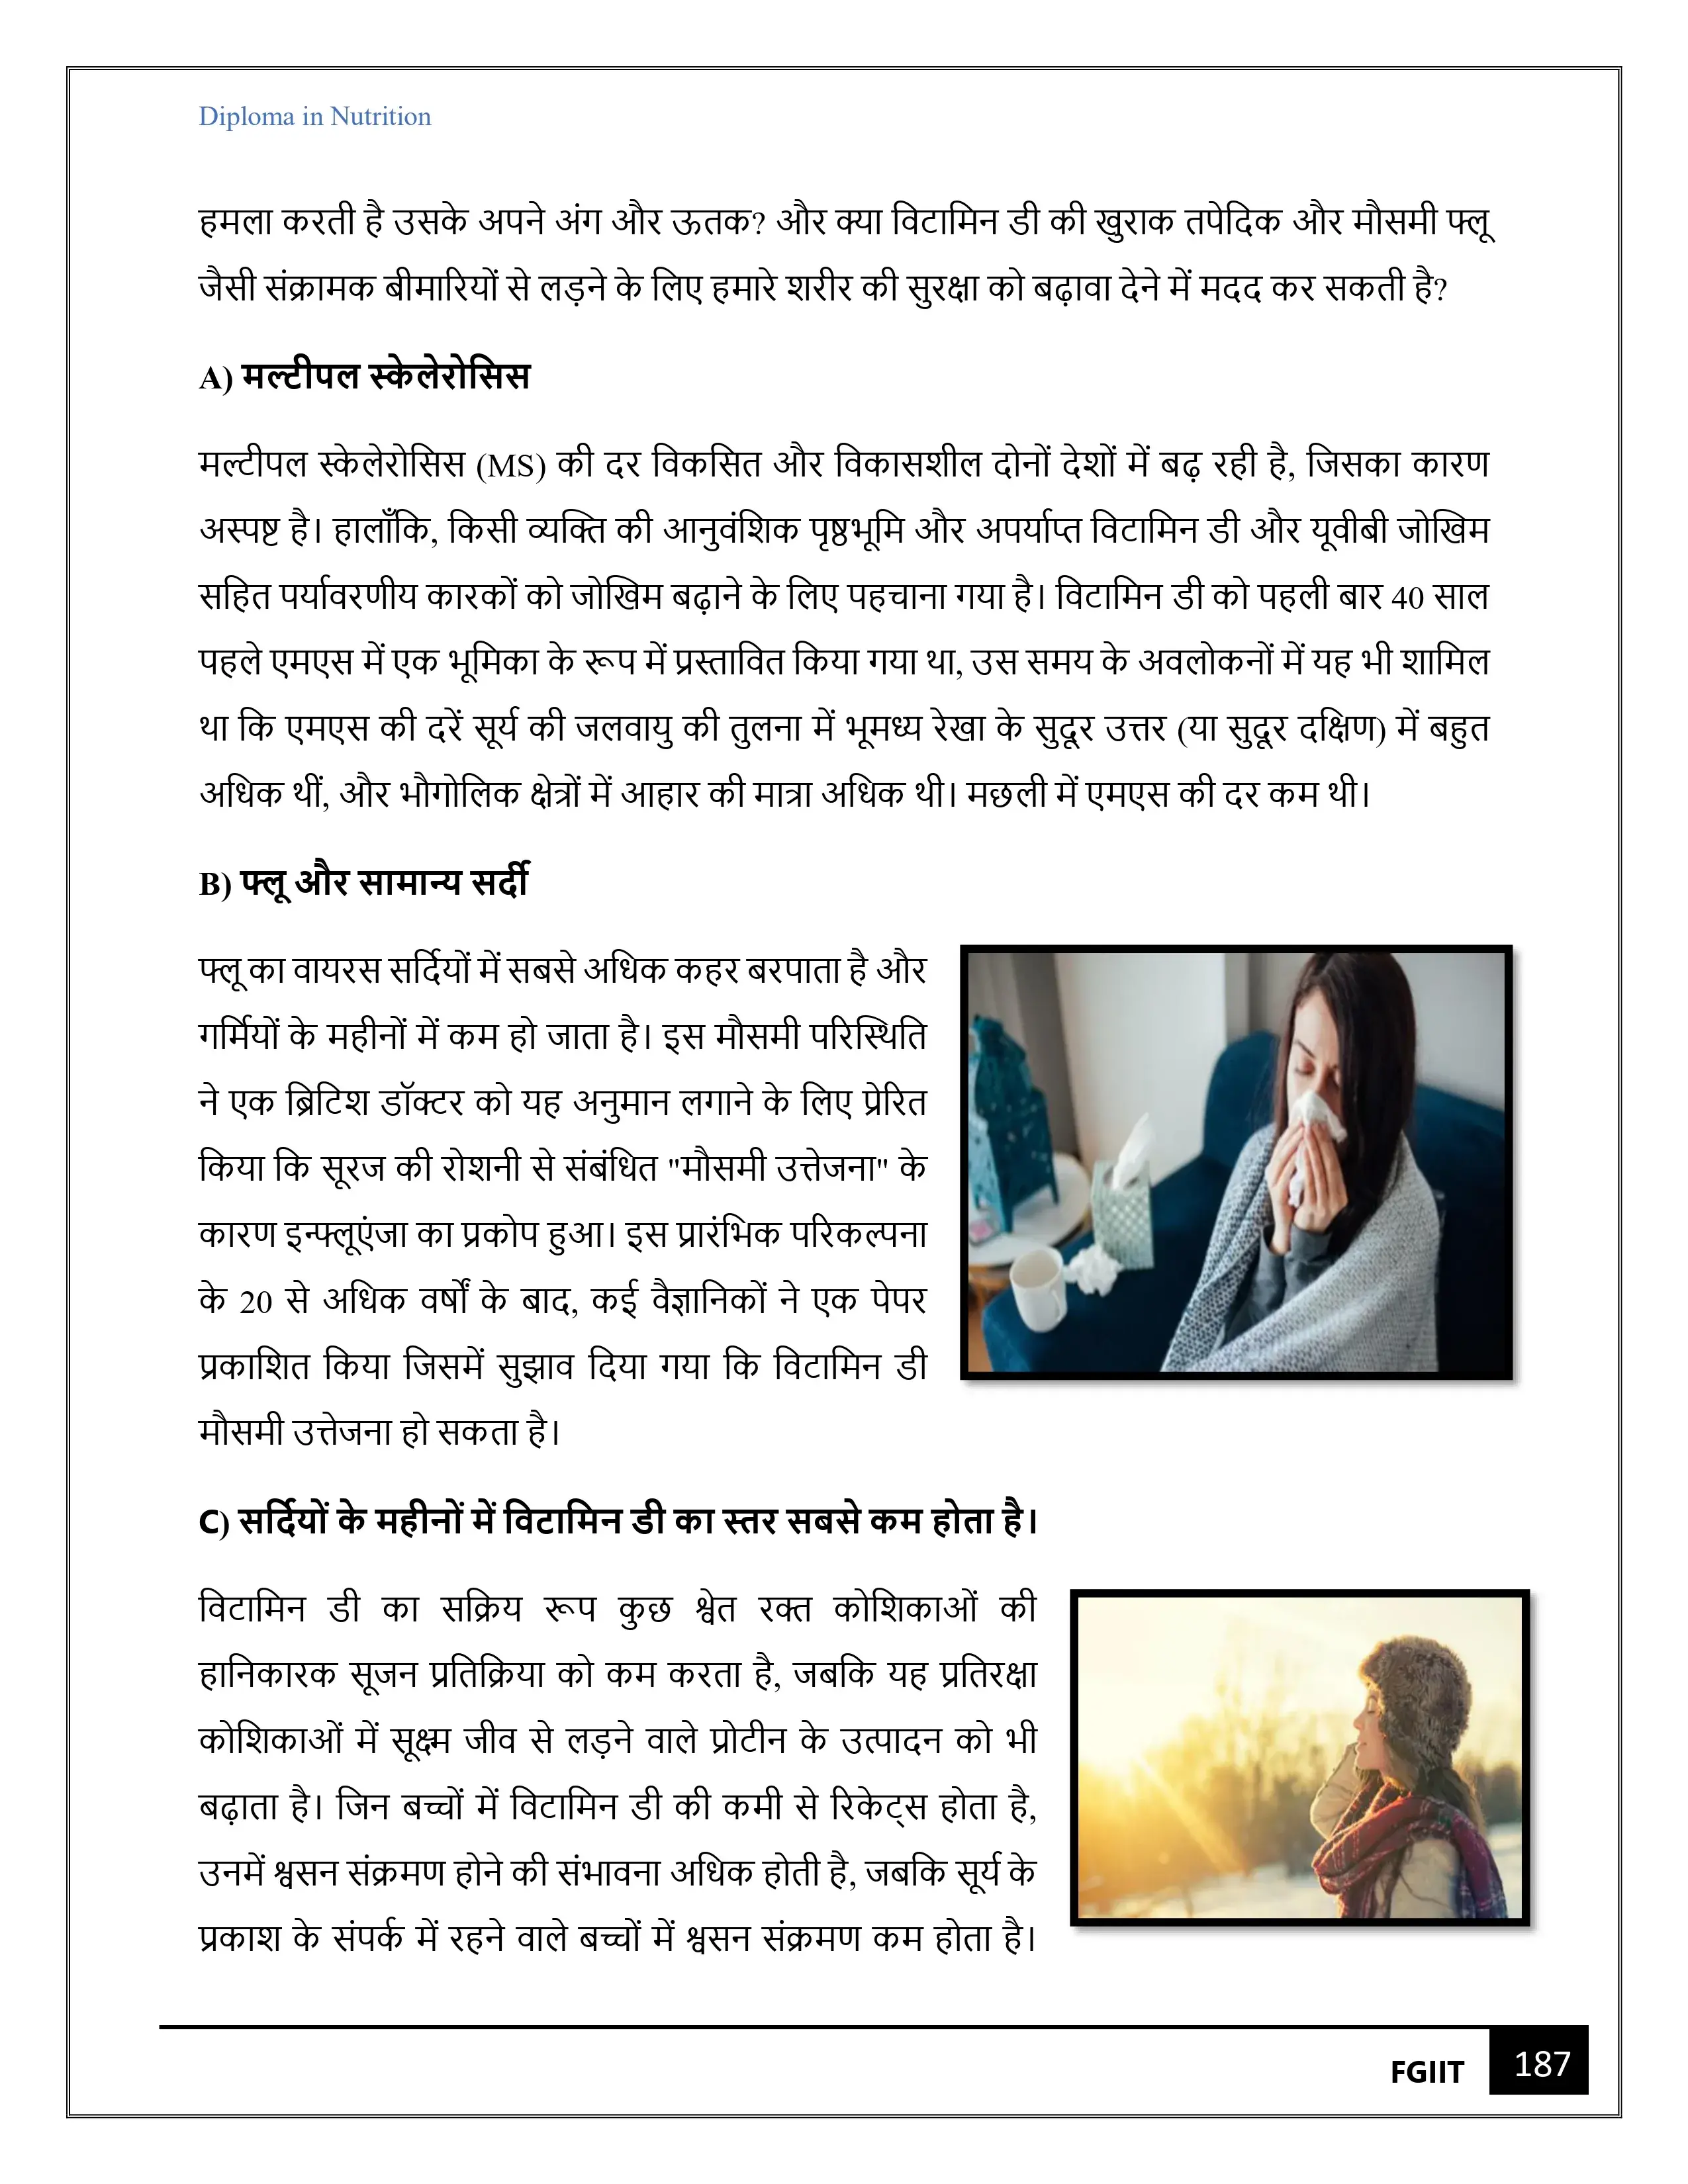 Diploma in Nutrition
हमला करती है उसके अपने अंग और ऊतक? और क्या विटामिन डी की खुराक तपेदिक और मौसमी फ्लू
जैसी संक्रामक बीमारियों से लड़ने के लिए हमारे शरीर की सुरक्षा को बढ़ावा देने में मदद कर सकती है?
A) मल्टीपल स्केलेरोसिस
मल्टीपल स्केलेरोसिस (MS) की दर विकसित और विकासशील दोनों देशों में बढ़ रही है, जिसका कारण
अस्पष्ट है। हालाँकि, किसी व्यक्ति की आनुवंशिक पृष्ठभूमि और अपर्याप्त विटामिन डी और यूवीबी जोखिम
सहित पर्यावरणीय कारकों को जोखिम बढ़ाने के लिए पहचाना गया है। विटामिन डी को पहली बार 40 साल
पहले एमएस में एक भूमिका के रूप में प्रस्तावित किया गया था, उस समय के अवलोकनों में यह भी शामिल
था कि एमएस की दरें सूर्य की जलवायु की तुलना में भूमध्य रेखा के सुदूर उत्तर (या सुदूर दक्षिण) में बहुत
अधिक थीं, और भौगोलिक क्षेत्रों में आहार की मात्रा अधिक थी। मछली में एमएस की दर कम थी।
B) फ्लू और सामान्य सर्दी
फ्लू का वायरस सर्दियों में सबसे अधिक कहर बरपाता है और
गर्मियों के महीनों में कम हो जाता है। इस मौसमी परिस्थिति
ने एक ब्रिटिश डॉक्टर को यह अनुमान लगाने के लिए प्रेरित
किया कि सूरज की रोशनी से संबंधित "मौसमी उत्तेजना" के
कारण इन्फ्लूएंजा का प्रकोप हुआ। इस प्रारंभिक परिकल्पना
के 20 से अधिक वर्षों के बाद, कई वैज्ञानिकों ने एक पेपर
प्रकाशित किया जिसमें सुझाव दिया गया कि विटामिन डी
मौसमी उत्तेजना हो सकता है।
C) सर्दियों के महीनों में विटामिन डी का स्तर सबसे कम होता है।
विटामिन डी का सक्रिय रूप कुछ श्वेत रक्त कोशिकाओं की
हानिकारक सूजन प्रतिक्रिया को कम करता है, जबकि यह प्रतिरक्षा
कोशिकाओं में सूक्ष्म जीव से लड़ने वाले प्रोटीन के उत्पादन को भी
बढ़ाता है। जिन बच्चों में विटामिन डी की कमी से रिकेट्स होता है,
उनमें श्वसन संक्रमण होने की संभावना अधिक होती है, जबकि सूर्य के
प्रकाश के संपर्क में रहने वाले बच्चों में श्वसन संक्रमण कम होता है।
FGIIT 187